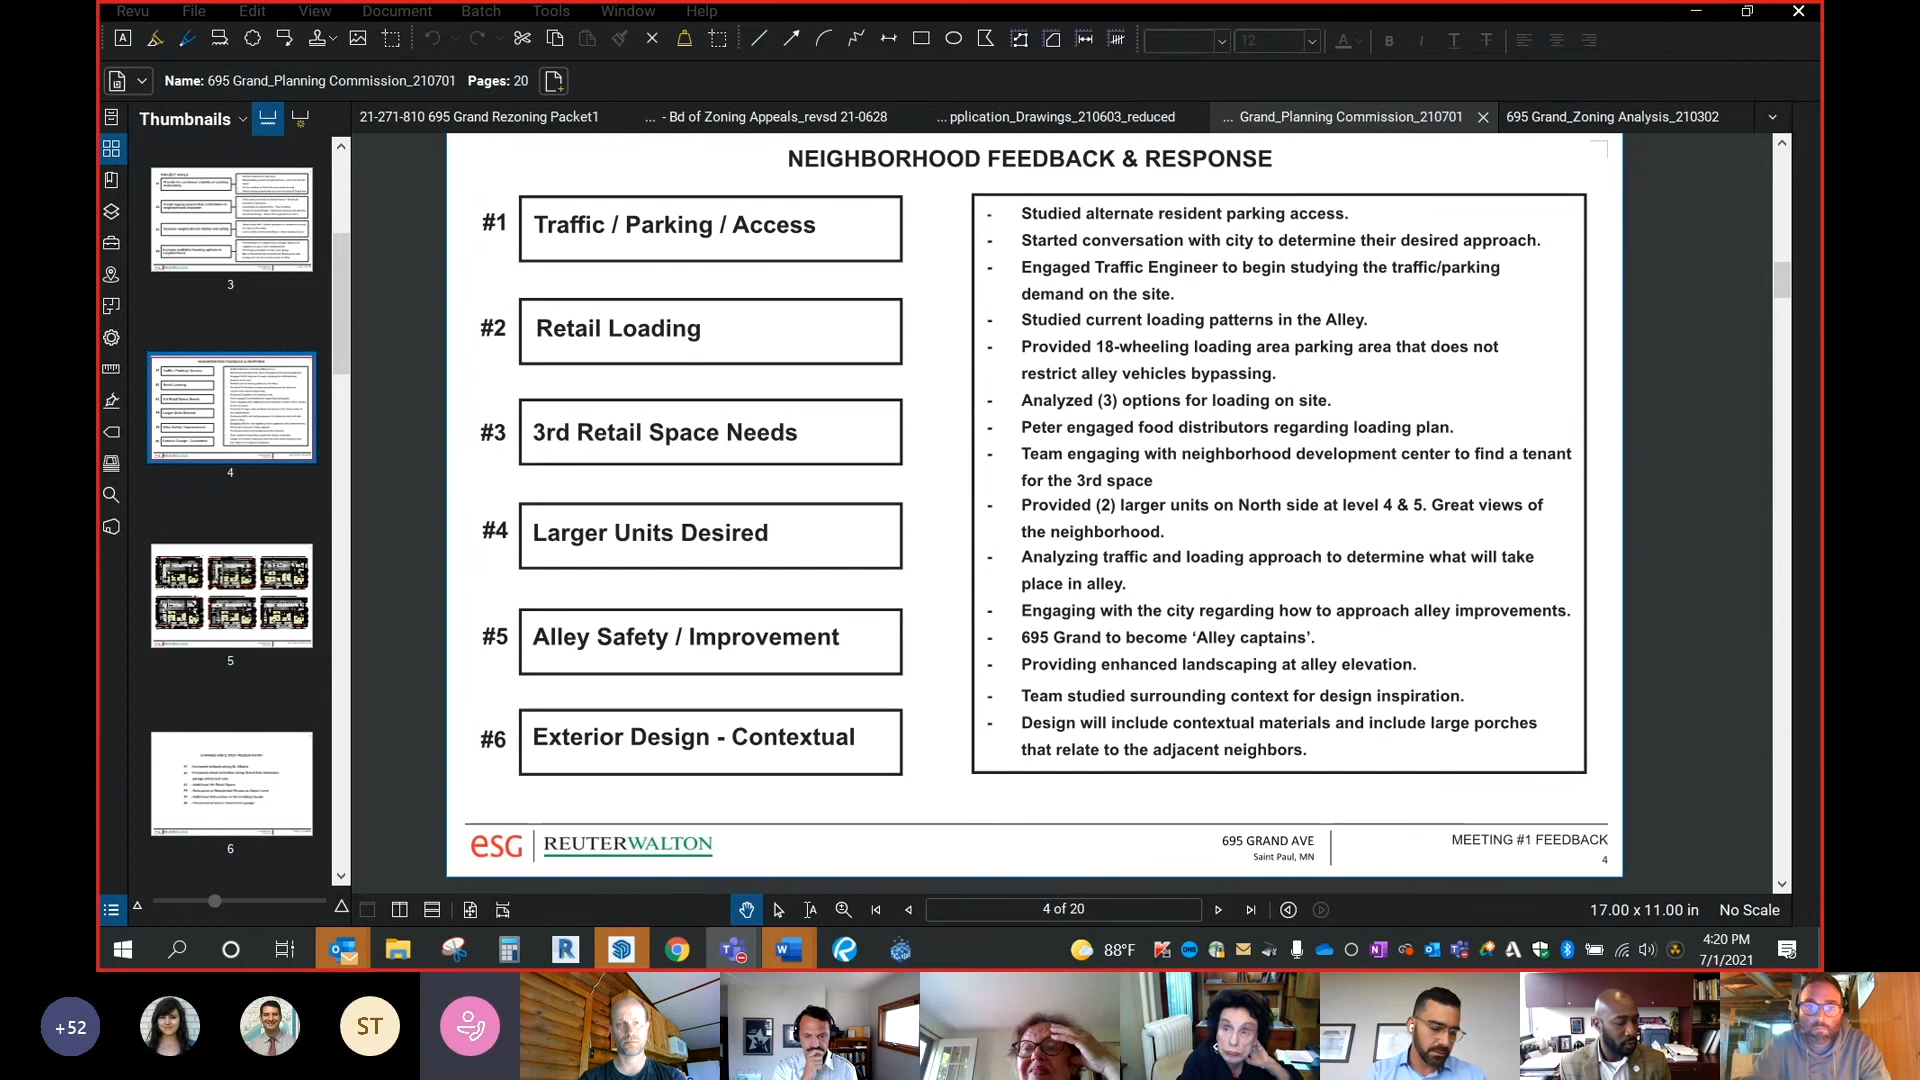 Revu File Edit View Document Batch Tools Window Help
12
Name: 695 Grand_Planning Commission_210701 Pages: 20
Thumbnails
21-271-810 695 Grand Rezoning Packet1
... - Bd of Zoning Appeals_revsd 21-0628
...pplication_Drawings_210603_reduced
... Grand_Planning Commission_210701
695 Grand_Zoning Analysis_210302
3
4
5
6
NEIGHBORHOOD FEEDBACK & RESPONSE
#1 Traffic / Parking / Access
#2 Retail Loading
#3 3rd Retail Space Needs
#4 Larger Units Desired
#5 Alley Safety / Improvement
#6 Exterior Design - Contextual
- Studied alternate resident parking access.
- Started conversation with city to determine their desired approach.
- Engaged Traffic Engineer to begin studying the traffic/parking
demand on the site.
- Studied current loading patterns in the Alley.
- Provided 18-wheeling loading area parking area that does not
restrict alley vehicles bypassing.
- Analyzed (3) options for loading on site.
- Peter engaged food distributors regarding loading plan.
- Team engaging with neighborhood development center to find a tenant
for the 3rd space
- Provided (2) larger units on North side at level 4 & 5. Great views of
the neighborhood.
- Analyzing traffic and loading approach to determine what will take
place in alley.
- Engaging with the city regarding how to approach alley improvements.
- 695 Grand to become ‘Alley captains’.
- Providing enhanced landscaping at alley elevation.
- Team studied surrounding context for design inspiration.
- Design will include contextual materials and include large porches
that relate to the adjacent neighbors.
esg REUTERWALTON
695 GRAND AVE
Saint Paul, MN
MEETING #1 FEEDBACK
4
4 of 20
17.00 x 11.00 in No Scale
88°F
4:20 PM
7/1/2021
+52
ST